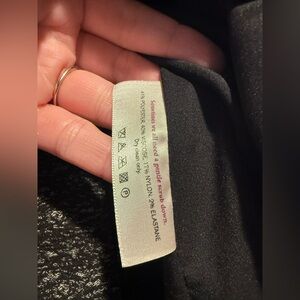 Sometimes we all need a gentle scrub down.
41% POLYESTER, 40% VISCOSE, 17% NYLON, 2% ELASTANE
Dry clean only.
P